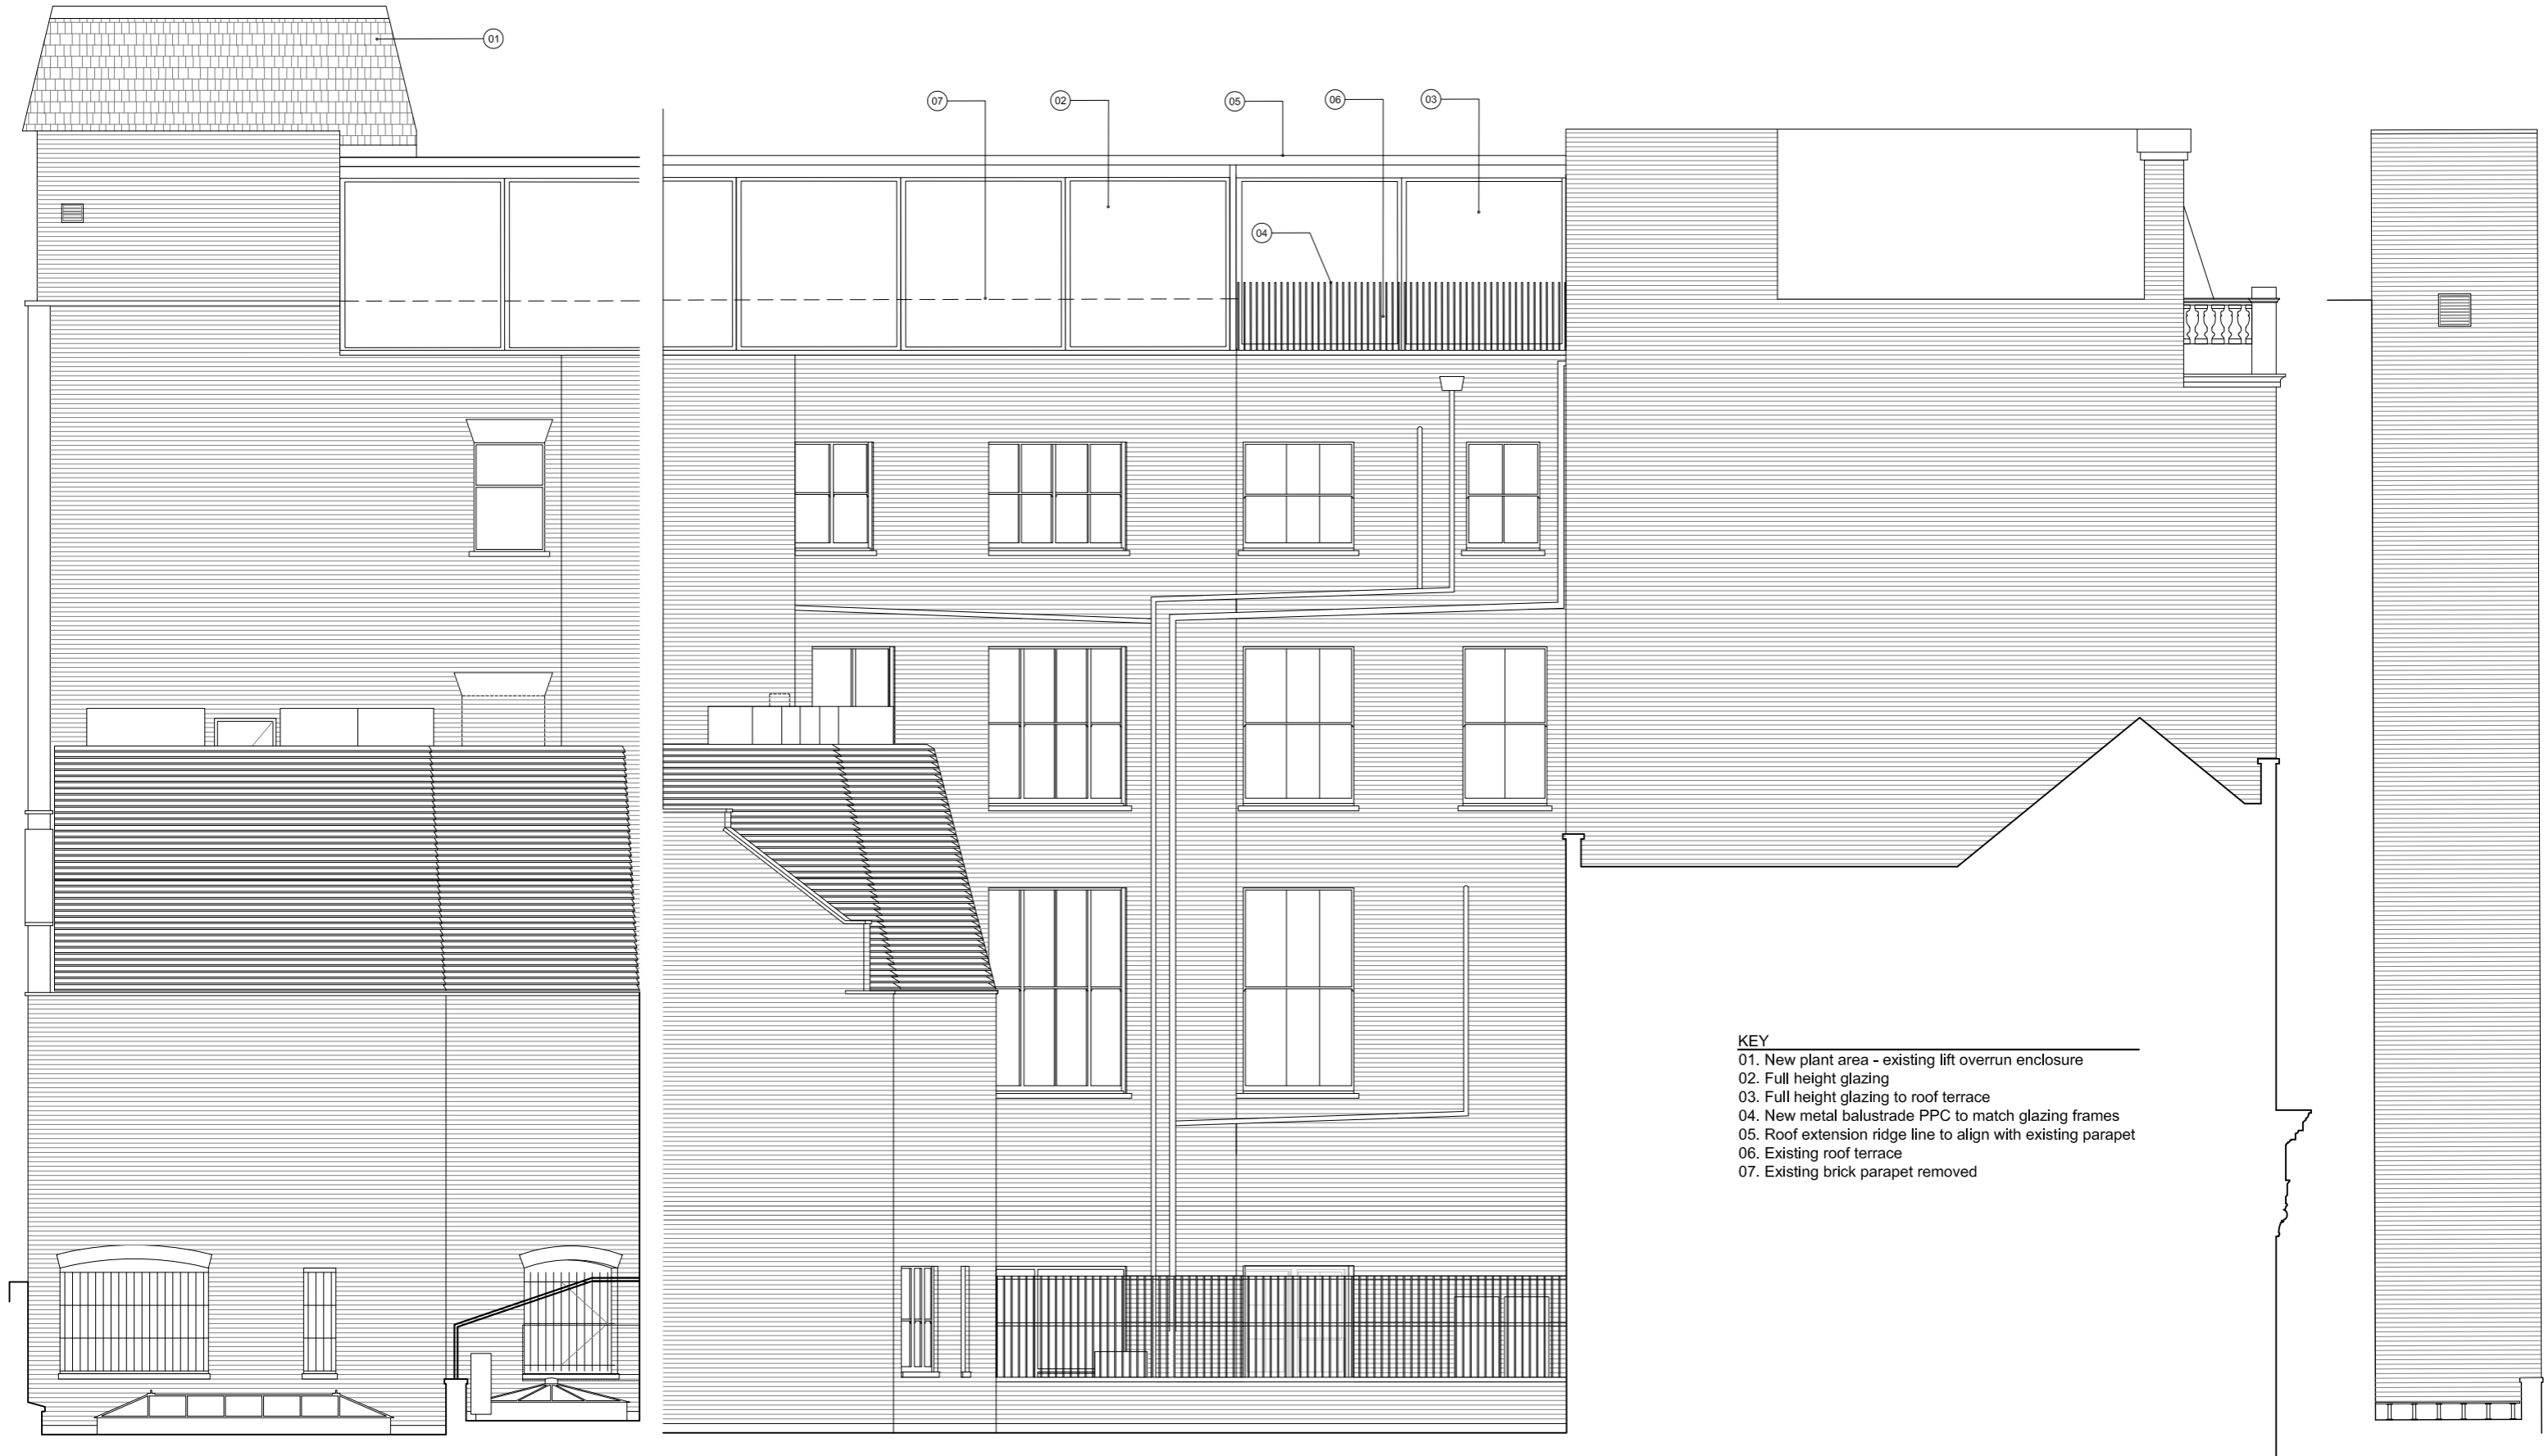 01
07
02
05
06
03
04
KEY
01. New plant area - existing lift overrun enclosure
02. Full height glazing
03. Full height glazing to roof terrace
04. New metal balustrade PPC to match glazing frames
05. Roof extension ridge line to align with existing parapet
06. Existing roof terrace
07. Existing brick parapet removed